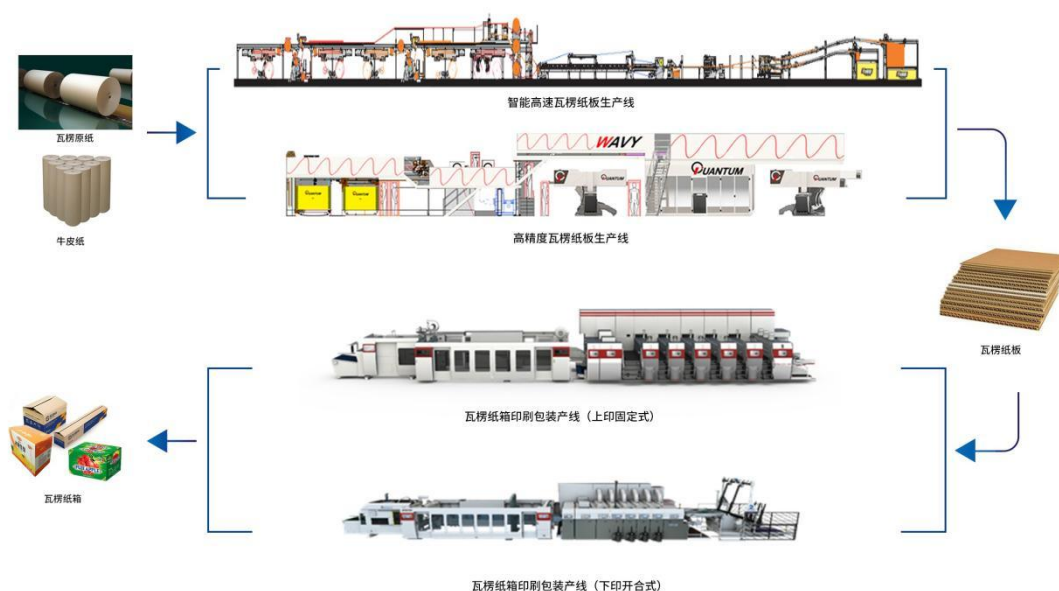 智能高速瓦楞纸板生产线
瓦楞原纸
WAVY
QUANTUM
QUANTUM
牛皮纸
高精度瓦楞纸板生产线
瓦楞纸板
瓦楞纸箱印刷包装产线（上印固定式）
瓦楞纸箱
瓦楞纸箱印刷包装产线（下印开合式）